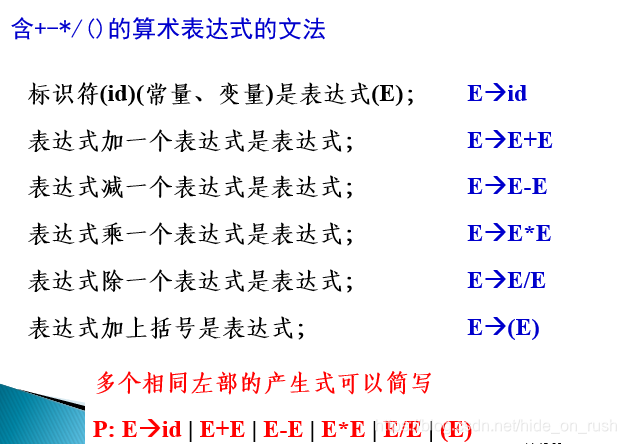 含+-*/()的算术表达式的文法
标识符(id)(常量、变量)是表达式(E)； E→id
表达式加一个表达式是表达式； E→E+E
表达式减一个表达式是表达式； E→E-E
表达式乘一个表达式是表达式； E→E*E
表达式除一个表达式是表达式； E→E/E
表达式加上括号是表达式； E→(E)
多个相同左部的产生式可以简写
P: E→id | E+E | E-E | E*E | E/E | (E)